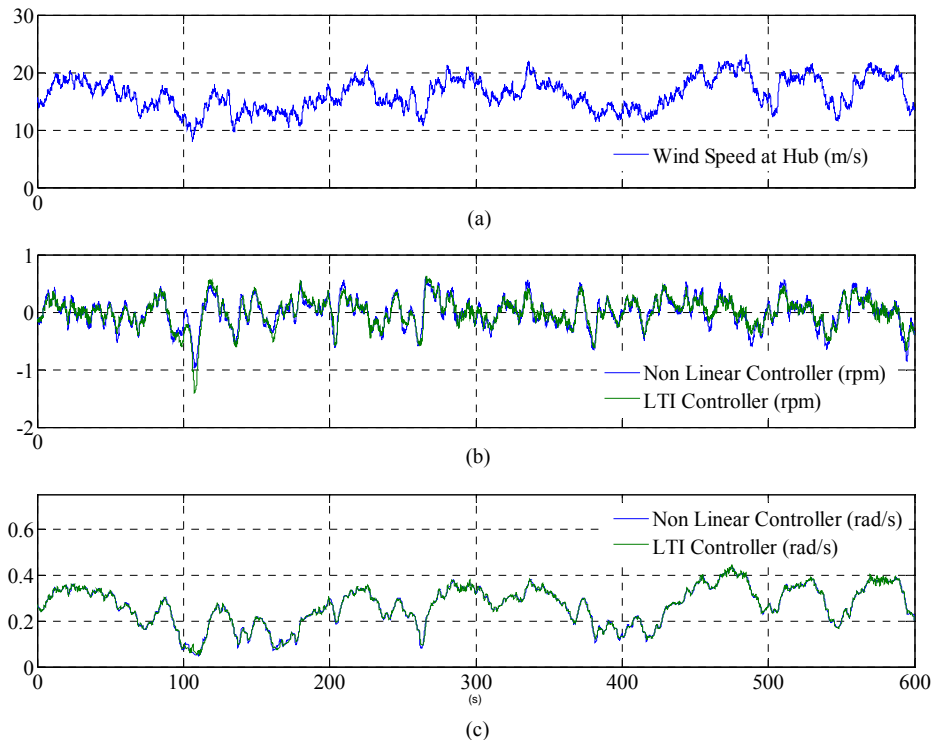 30
20
10
0
0
Wind Speed at Hub (m/s)
(a)
1
0
-1
-2
0
Non Linear Controller (rpm)
LTI Controller (rpm)
(b)
0.6
0.4
0.2
0
Non Linear Controller (rad/s)
LTI Controller (rad/s)
0 100 200 300 400 500 600
(s)
(c)